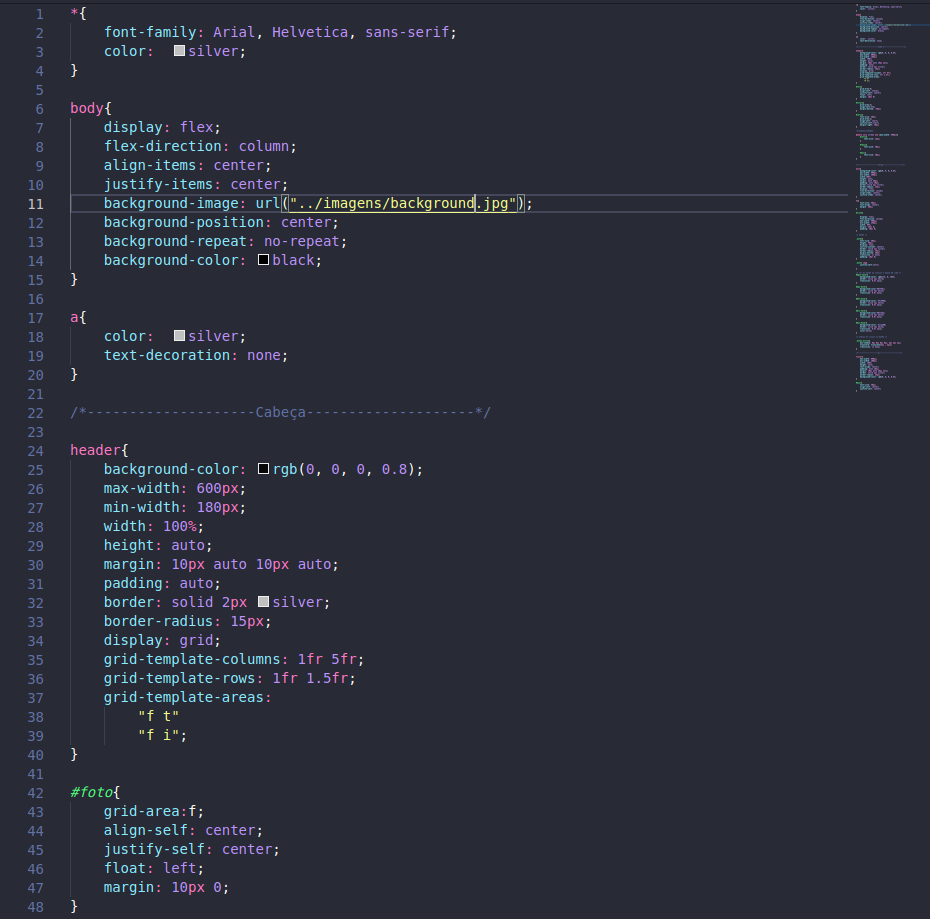 1 *{
2     font-family: Arial, Helvetica, sans-serif;
3     color: silver;
4 }
5
6 body{
7     display: flex;
8     flex-direction: column;
9     align-items: center;
10     justify-items: center;
11     background-image: url("../imagens/background.jpg");
12     background-position: center;
13     background-repeat: no-repeat;
14     background-color: black;
15 }
16
17 a{
18     color: silver;
19     text-decoration: none;
20 }
21
22 /*--------------------Cabeça--------------------*/
23
24 header{
25     background-color: rgb(0, 0, 0, 0.8);
26     max-width: 600px;
27     min-width: 180px;
28     width: 100%;
29     height: auto;
30     margin: 10px auto 10px auto;
31     padding: auto;
32     border: solid 2px silver;
33     border-radius: 15px;
34     display: grid;
35     grid-template-columns: 1fr 5fr;
36     grid-template-rows: 1fr 1.5fr;
37     grid-template-areas:
38         "f t"
39         "f i";
40 }
41
42 #foto{
43     grid-area:f;
44     align-self: center;
45     justify-self: center;
46     float: left;
47     margin: 10px 0;
48 }